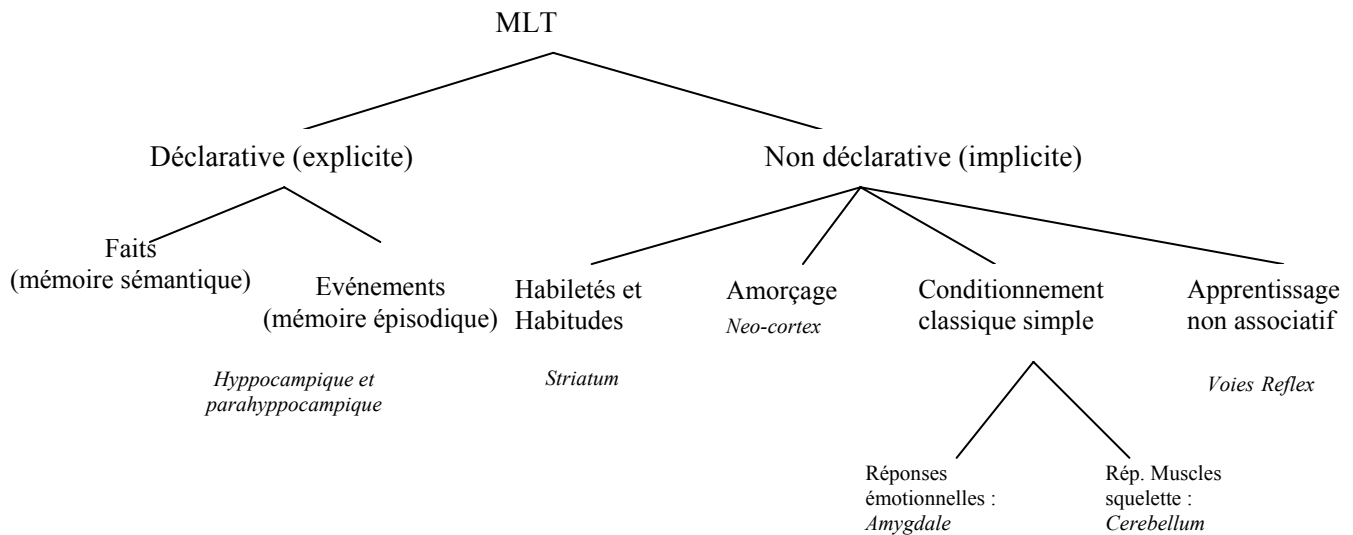 MLT
Déclarative (explicite)
Non déclarative (implicite)
Faits
(mémoire sémantique)
Evénements
(mémoire épisodique)
Hyppocampique et
parahyppocampique
Habiletés et
Habitudes
Striatum
Amorçage
Neo-cortex
Conditionnement
classique simple
Apprentissage
non associatif
Voies Reflex
Réponses
émotionnelles :
Amygdale
Rép. Muscles
squelette :
Cerebellum